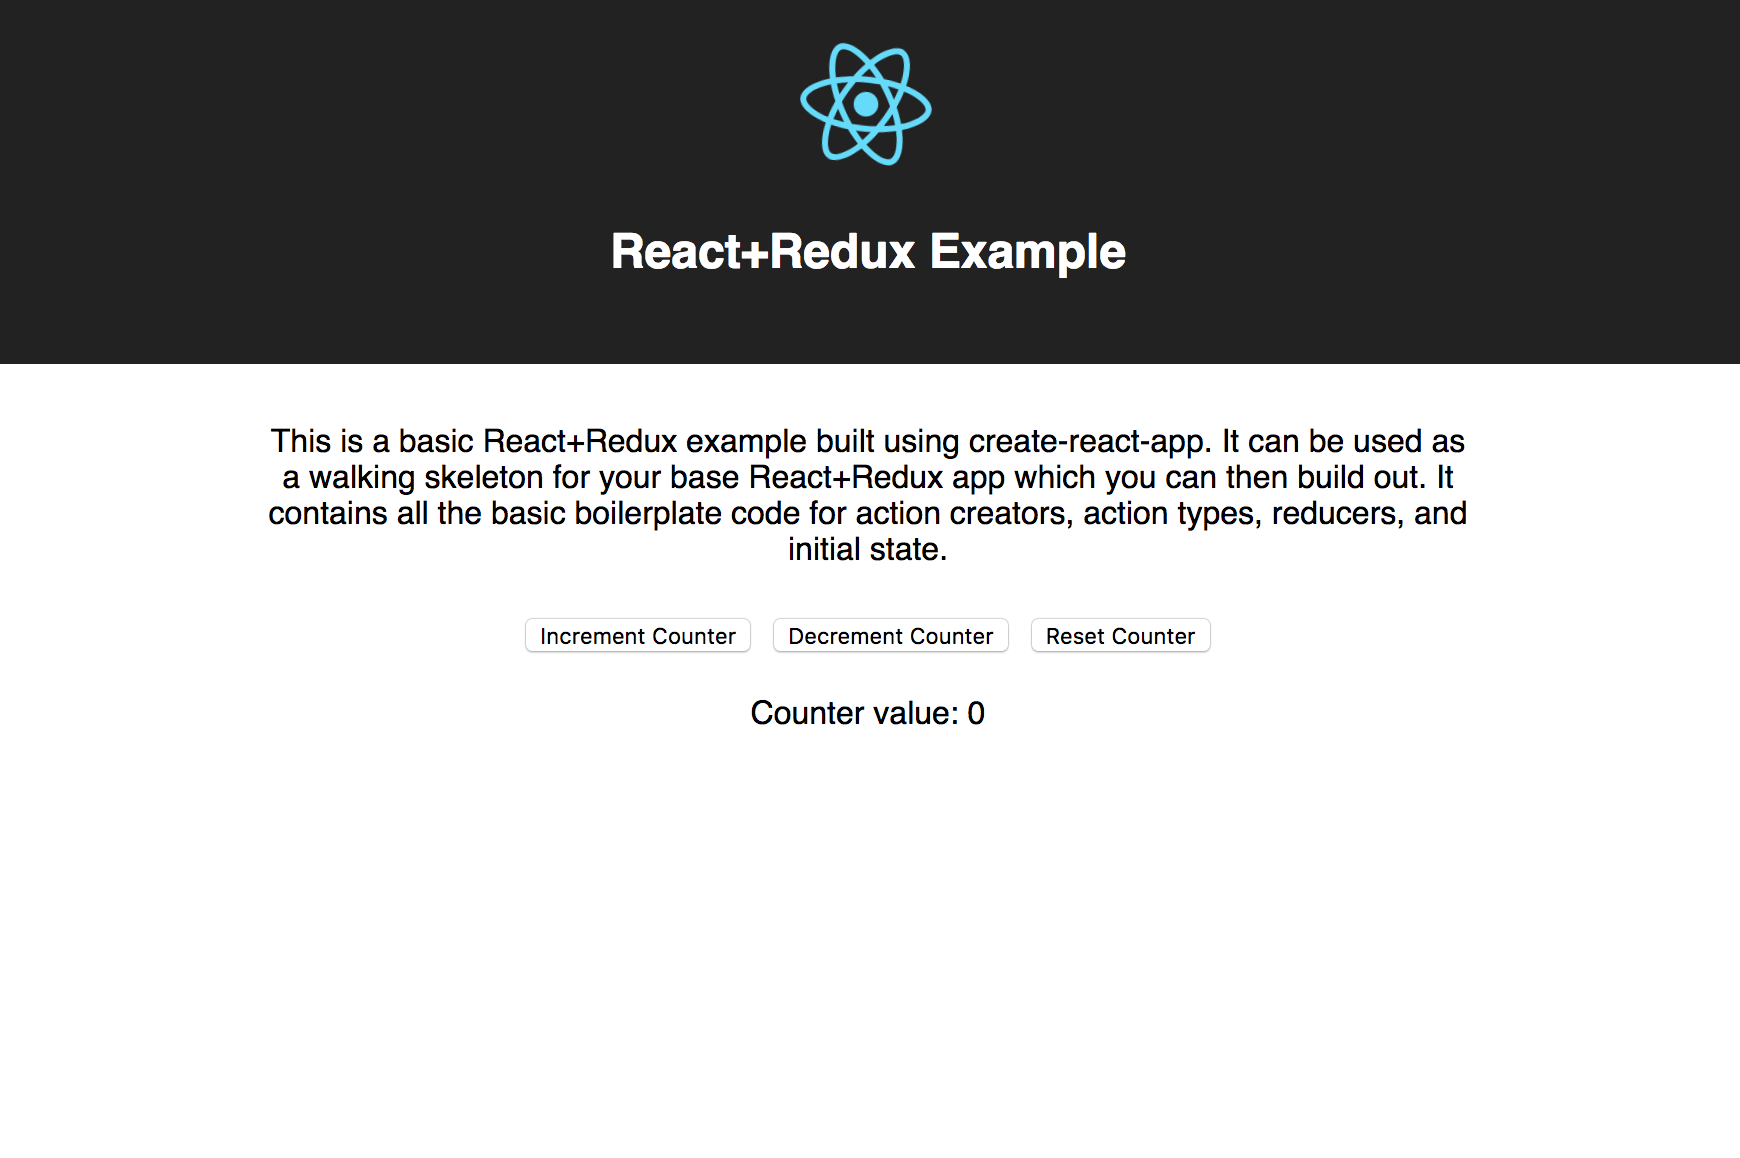 React+Redux Example
This is a basic React+Redux example built using create-react-app. It can be used as
a walking skeleton for your base React+Redux app which you can then build out. It
contains all the basic boilerplate code for action creators, action types, reducers, and
initial state.
Increment Counter Decrement Counter Reset Counter
Counter value: 0